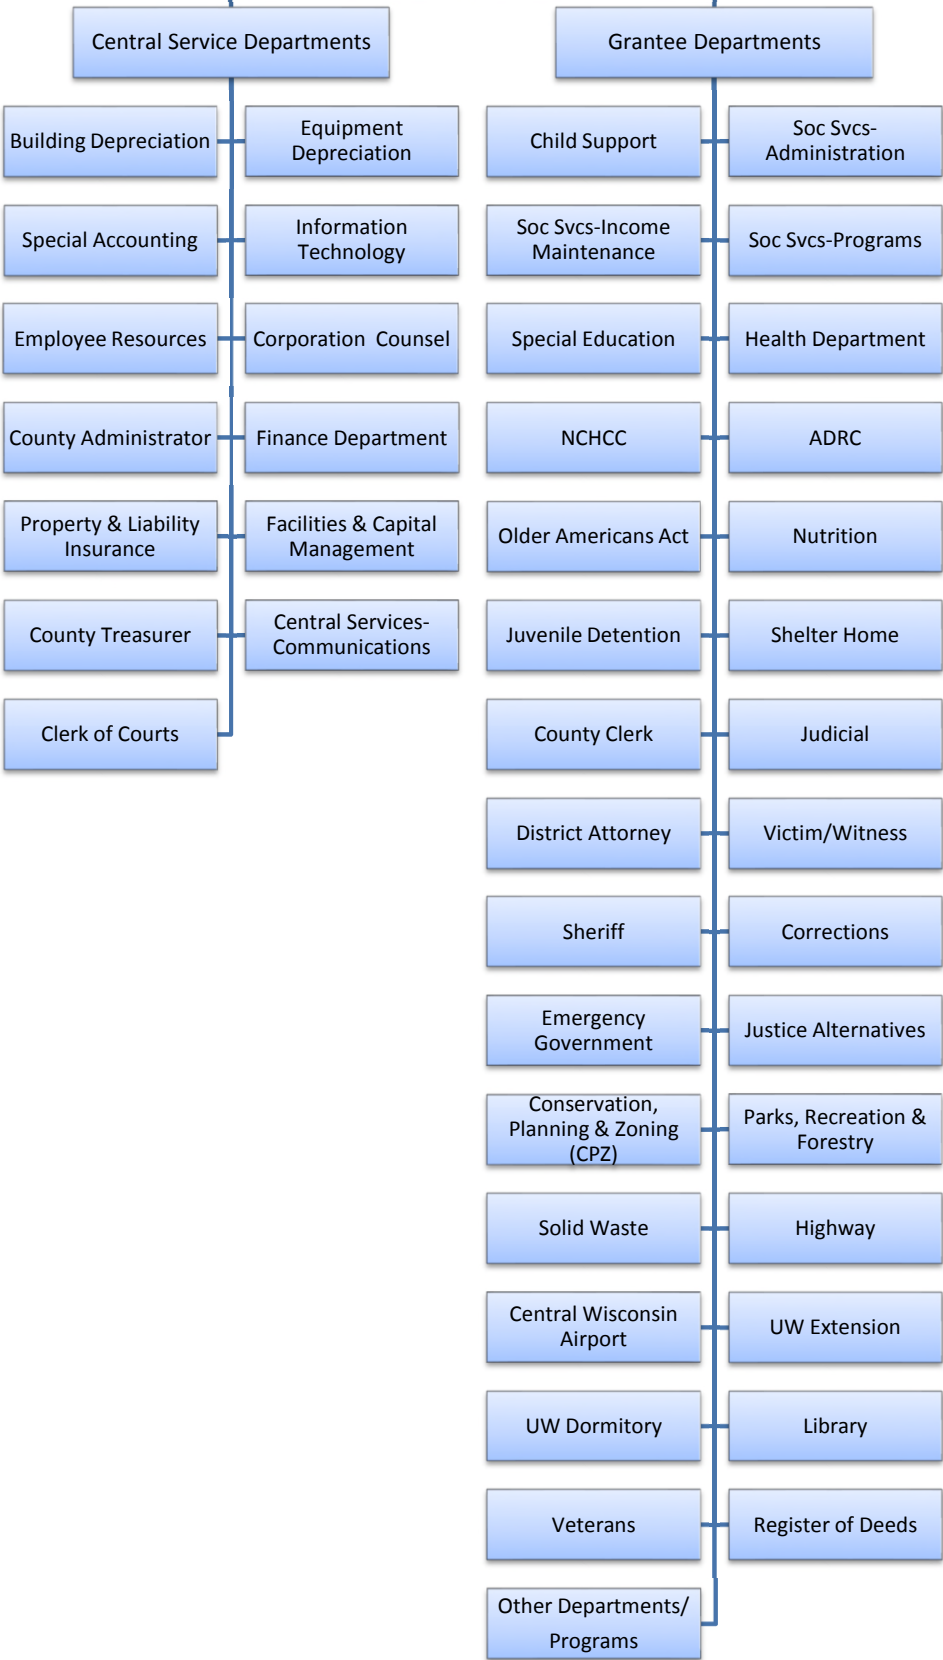 Central Service Departments
Building Depreciation
Equipment
Depreciation
Special Accounting
Information
Technology
Employee Resources
Corporation  Counsel
County Administrator
Finance Department
Property & Liability
Insurance
Facilities & Capital
Management
County Treasurer
Central Services-
Communications
Clerk of Courts
Grantee Departments
Child Support
Soc Svcs-
Administration
Soc Svcs-Income
Maintenance
Soc Svcs-Programs
Special Education
Health Department
NCHCC
ADRC
Older Americans Act
Nutrition
Juvenile Detention
Shelter Home
County Clerk
Judicial
District Attorney
Victim/Witness
Sheriff
Corrections
Emergency
Government
Justice Alternatives
Conservation,
Planning & Zoning
(CPZ)
Parks, Recreation &
Forestry
Solid Waste
Highway
Central Wisconsin
Airport
UW Extension
UW Dormitory
Library
Veterans
Register of Deeds
Other Departments/
Programs